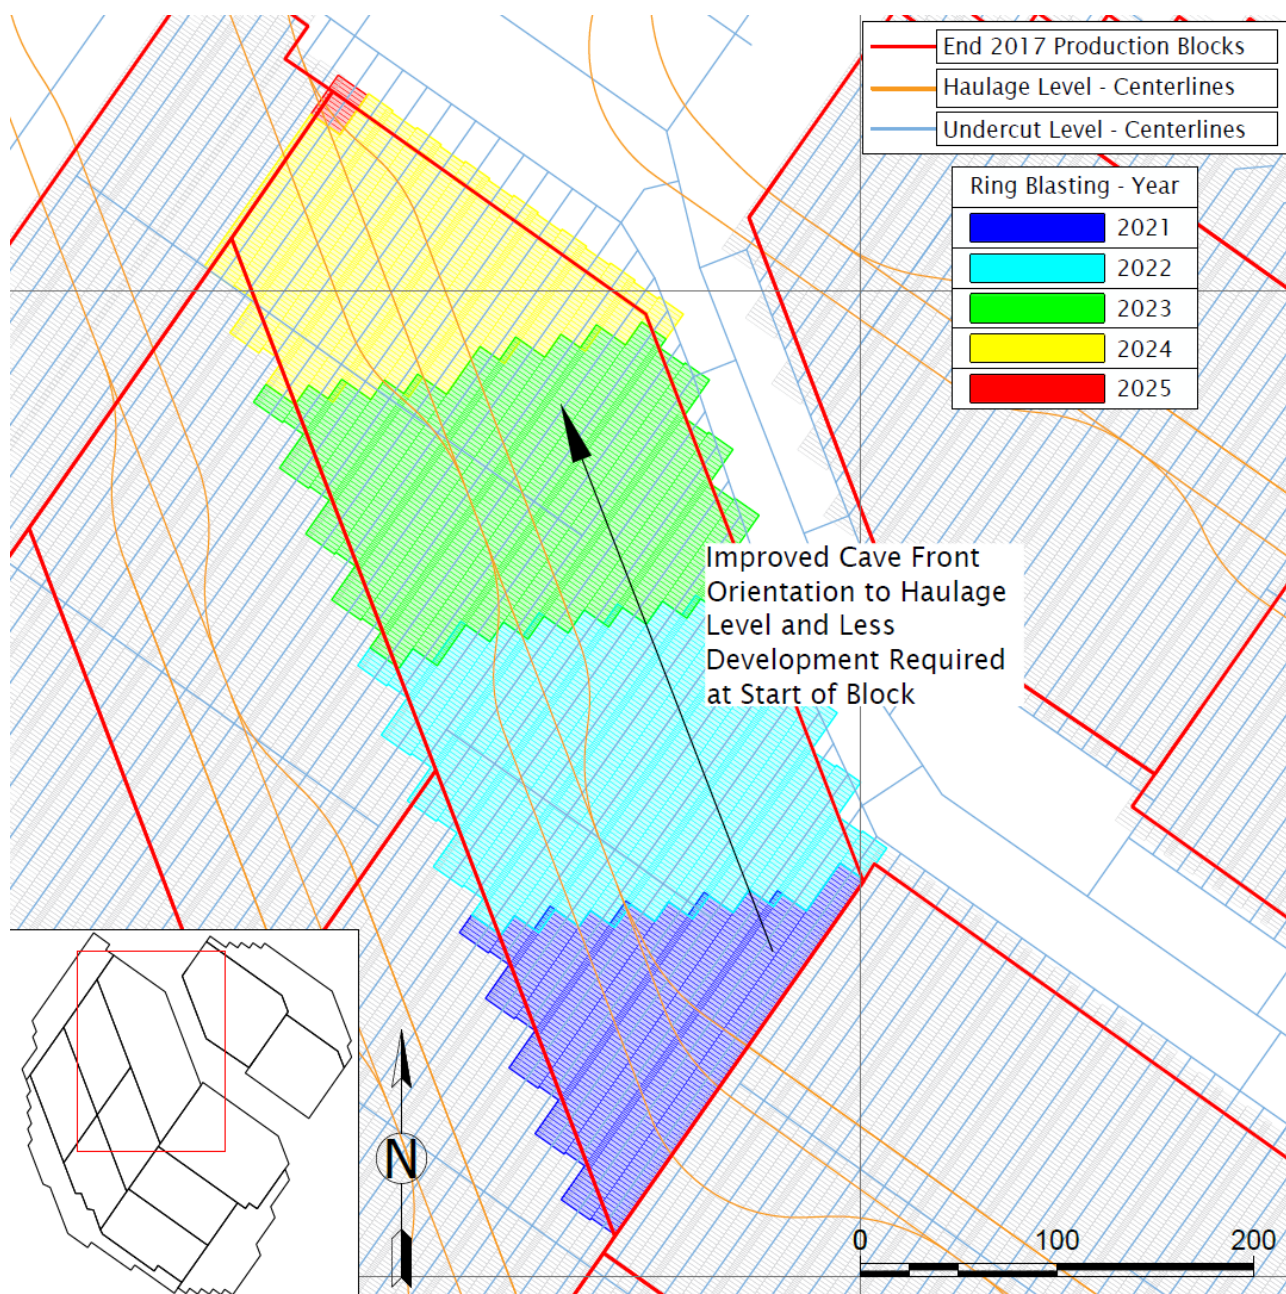 End 2017 Production Blocks
Haulage Level - Centerlines
Undercut Level - Centerlines
Ring Blasting - Year
2021
2022
2023
2024
2025
Improved Cave Front
Orientation to Haulage
Level and Less
Development Required
at Start of Block
N
0 100 200